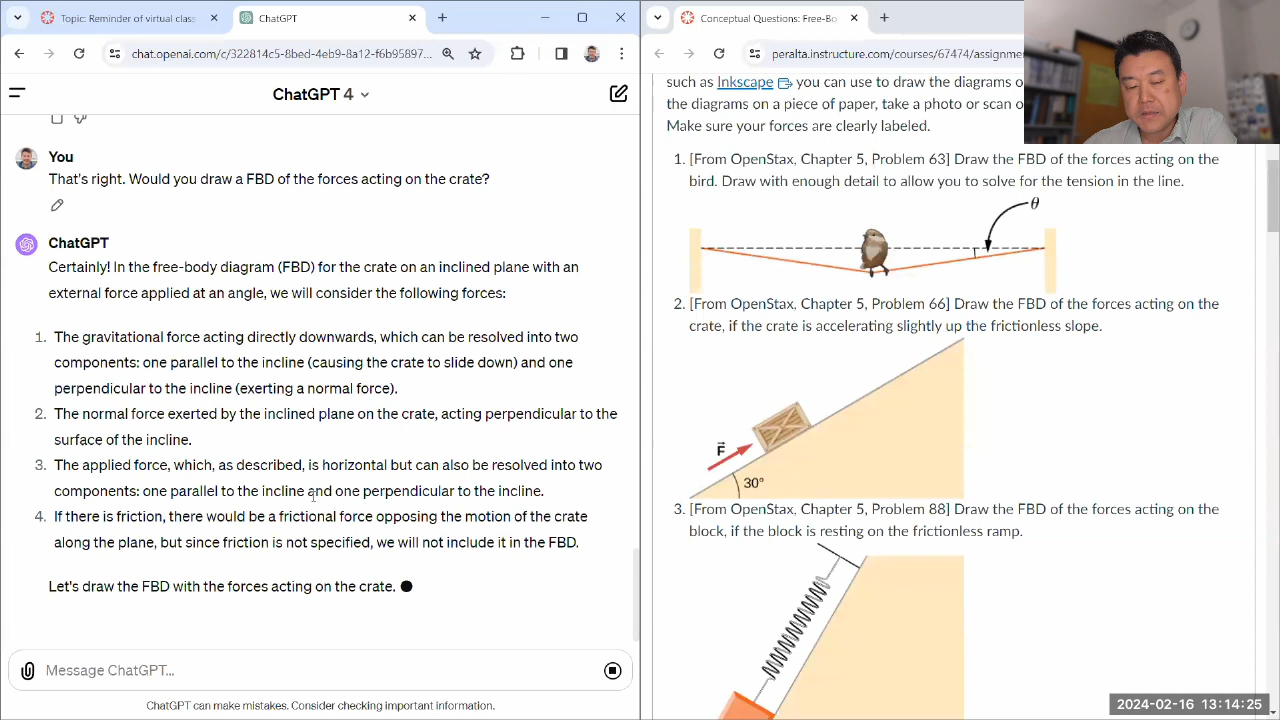 Topic: Reminder of virtual class
ChatGPT
Conceptual Questions: Free-Bo
chat.openai.com/c/322814c5-8bed-4eb9-8a12-f6b95897
peralta.instructure.com/courses/67474/assignme
ChatGPT 4
You
That's right. Would you draw a FBD of the forces acting on the crate?
ChatGPT
Certainly! In the free-body diagram (FBD) for the crate on an inclined plane with an
external force applied at an angle, we will consider the following forces:
1. The gravitational force acting directly downwards, which can be resolved into two
components: one parallel to the incline (causing the crate to slide down) and one
perpendicular to the incline (exerting a normal force).
2. The normal force exerted by the inclined plane on the crate, acting perpendicular to the
surface of the incline.
3. The applied force, which, as described, is horizontal but can also be resolved into two
components: one parallel to the incline and one perpendicular to the incline.
4. If there is friction, there would be a frictional force opposing the motion of the crate
along the plane, but since friction is not specified, we will not include it in the FBD.
Let's draw the FBD with the forces acting on the crate.
Message ChatGPT...
ChatGPT can make mistakes. Consider checking important information.
such as Inkscape you can use to draw the diagrams o
the diagrams on a piece of paper, take a photo or scan o
Make sure your forces are clearly labeled.
1. [From OpenStax, Chapter 5, Problem 63] Draw the FBD of the forces acting on the
bird. Draw with enough detail to allow you to solve for the tension in the line.
θ
2. [From OpenStax, Chapter 5, Problem 66] Draw the FBD of the forces acting on the
crate, if the crate is accelerating slightly up the frictionless slope.
F⃗
30°
3. [From OpenStax, Chapter 5, Problem 88] Draw the FBD of the forces acting on the
block, if the block is resting on the frictionless ramp.
2024-02-16 13:14:25